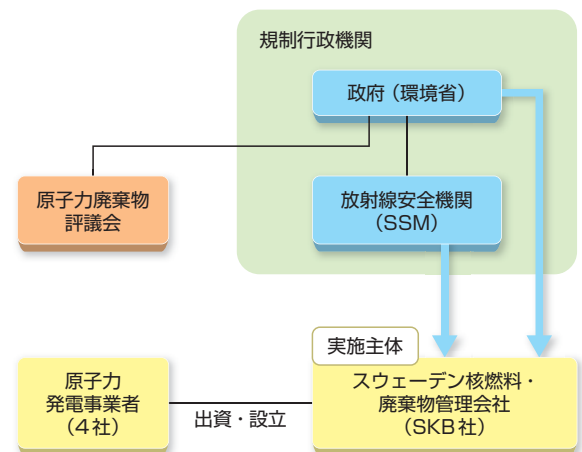 規制行政機関
政府（環境省）
原子力廃棄物
評議会
放射線安全機関
（SSM）
実施主体
原子力
発電事業者
（4社）
出資・設立
スウェーデン核燃料・
廃棄物管理会社
（SKB社）